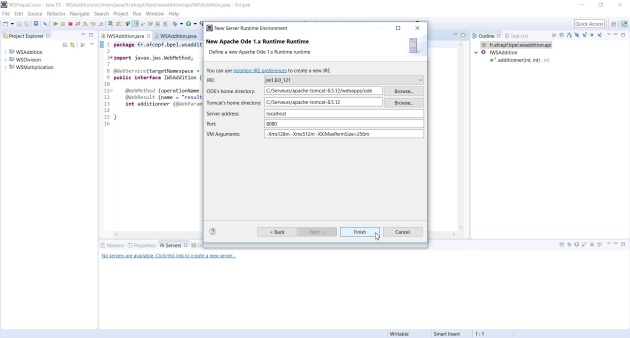 WSPrepaCours - Java EE - WSAddition/src/main/java/fr/afcepf/bpel/wsaddition/api/IWSAddition.java - Eclipse
File Edit Source Refactor Navigate Search Project Run Window Help
Quick Access
Project Explorer
WSAddition
WSDivision
WSMultiplication
IWSAddition.java
WSAddition.java
1 package fr.afcepf.bpel.wsaddit
2
3 import javax.jws.WebMethod;
7
8 @WebService(targetNamespace =
9 public interface IWSAddition {
10
11 @WebMethod (operationName
12 @WebResult (name = "result
13 int additionner (@WebParam
14
15 }
16
New Server Runtime Environment
New Apache Ode 1.x Runtime Runtime
Define a new Apache Ode 1.x Runtime runtime
You can use installed JRE preferences to create a new JRE
JRE: jre1.8.0_121
ODE's home directory: C:/Serveurs/apache-tomcat-8.5.12/webapps/ode Browse...
Tomcat's home directory: C:/Serveurs/apache-tomcat-8.5.12 Browse...
Server address: localhost
Port: 8080
VM Arguments: -Xms128m -Xmx512m -XX:MaxPermSize=256m
< Back Next > Finish Cancel
Outline Task List
fr.afcepf.bpel.wsaddition.api
IWSAddition
additionner(int, int) : int
Markers Properties Servers
No servers are available. Click this link to create a new server...
Writable Smart Insert 1 : 1